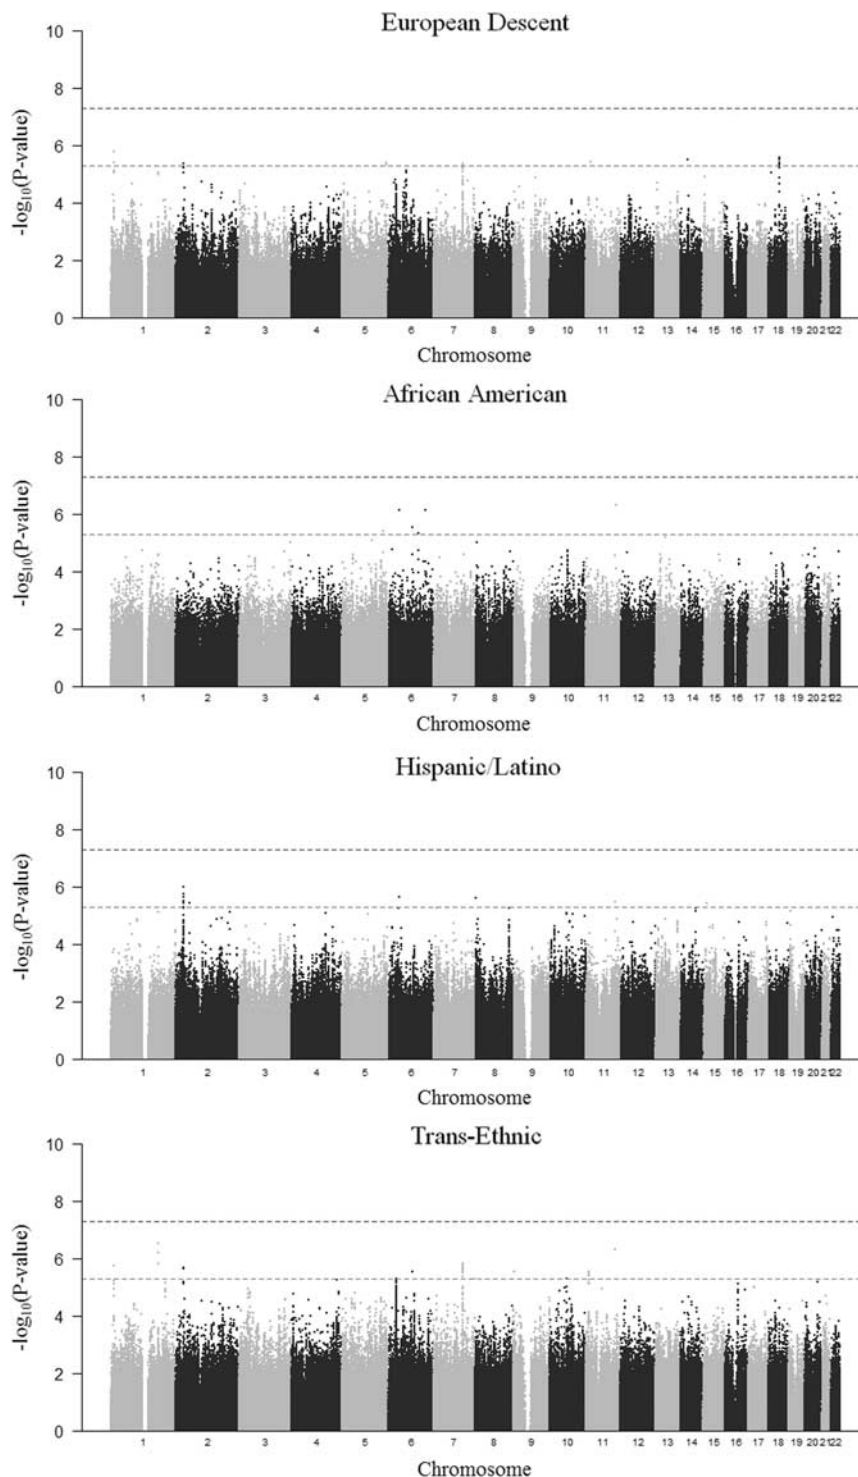 European Descent
10
8
6
4
2
0
-log10(P-value)
1 2 3 4 5 6 7 8 9 10 11 12 13 14 15 16 17 18 19 20 21 22
Chromosome
African American
10
8
6
4
2
0
-log10(P-value)
1 2 3 4 5 6 7 8 9 10 11 12 13 14 15 16 17 18 19 20 21 22
Chromosome
Hispanic/Latino
10
8
6
4
2
0
-log10(P-value)
1 2 3 4 5 6 7 8 9 10 11 12 13 14 15 16 17 18 19 20 21 22
Chromosome
Trans-Ethnic
10
8
6
4
2
0
-log10(P-value)
1 2 3 4 5 6 7 8 9 10 11 12 13 14 15 16 17 18 19 20 21 22
Chromosome